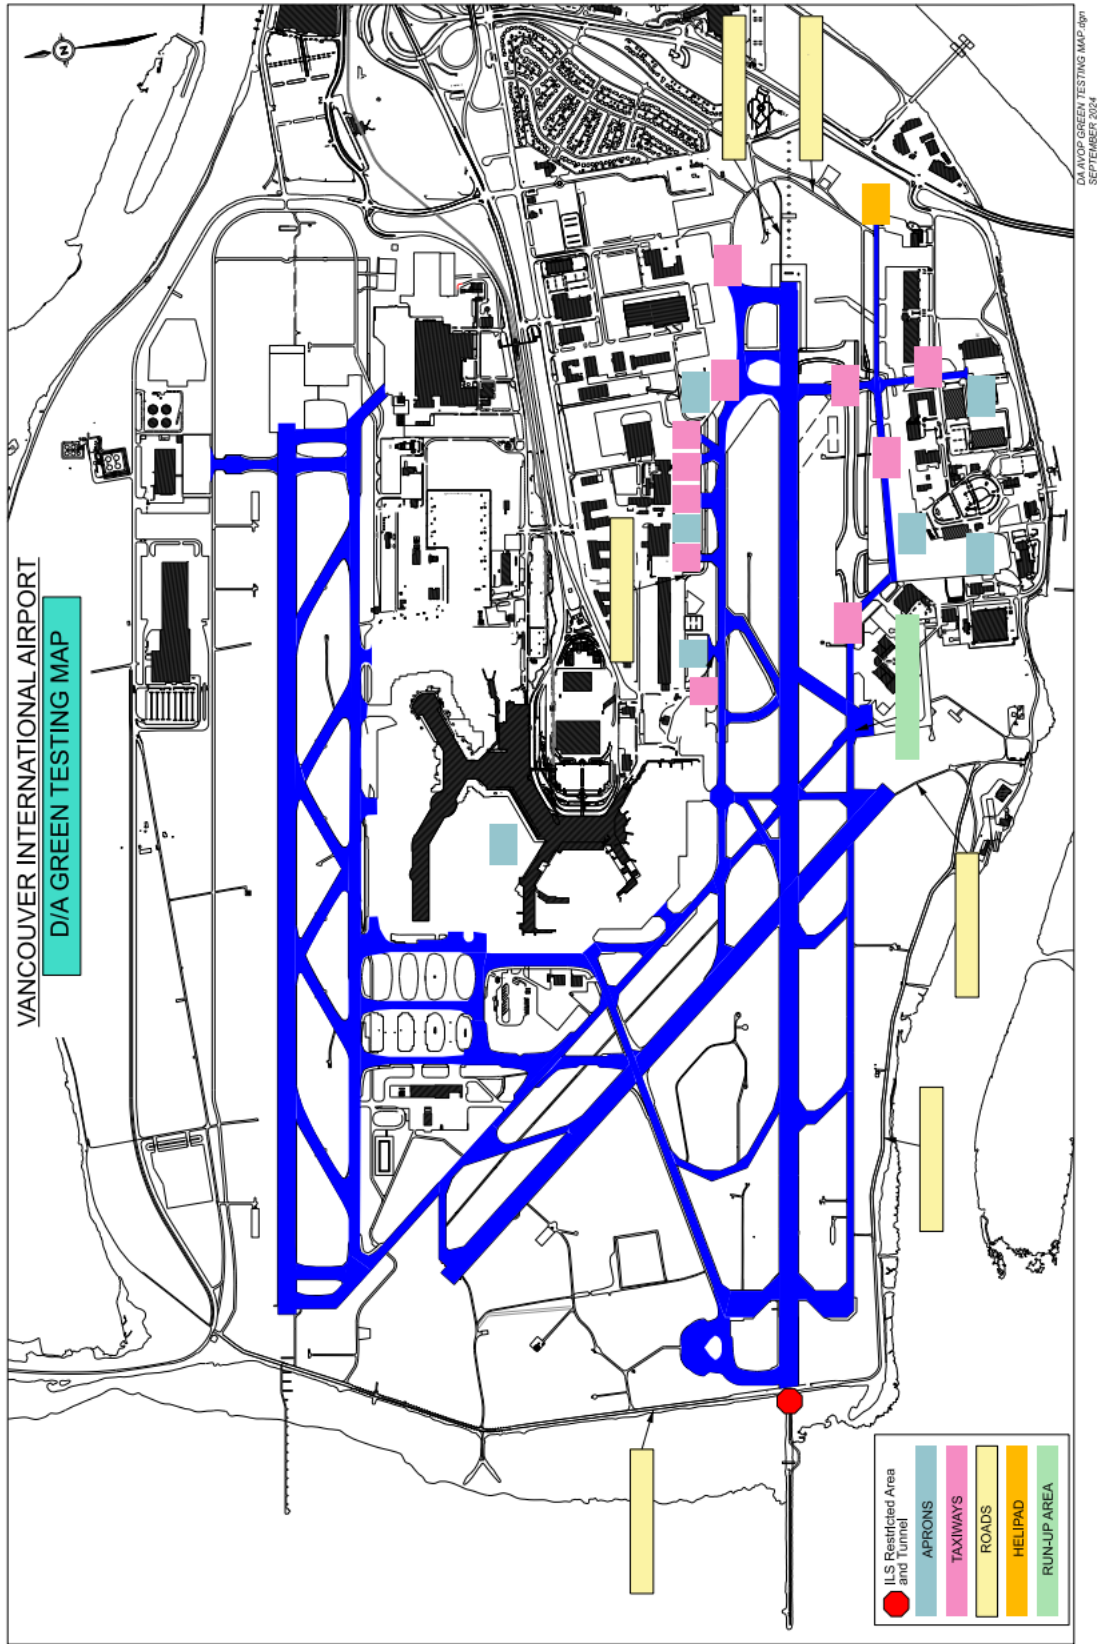 VANCOUVER INTERNATIONAL AIRPORT
D/A GREEN TESTING MAP
N
ILS Restricted Area
and Tunnel
APRONS
TAXIWAYS
ROADS
HELIPAD
RUN-UP AREA
DA AVOP GREEN TESTING MAP.dgn
SEPTEMBER 2024